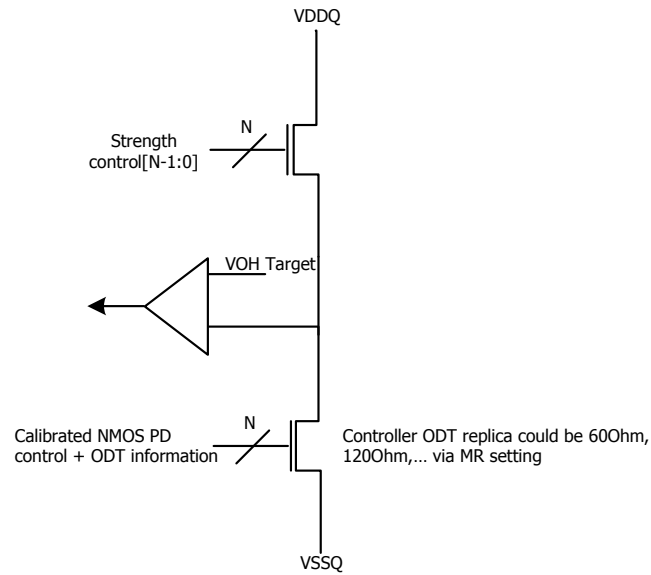 VDDQ
N
Strength
control[N-1:0]
VOH Target
N
Calibrated NMOS PD
control + ODT information
Controller ODT replica could be 60Ohm,
120Ohm,... via MR setting
VSSQ